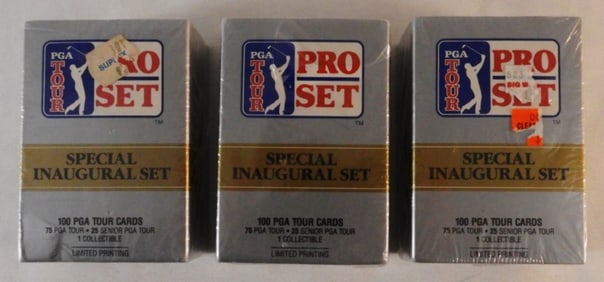 PGA TOUR
PRO
SET
TM
SPECIAL
INAUGURAL SET
100 PGA TOUR CARDS
75 PGA TOUR • 25 SENIOR PGA TOUR
1 COLLECTIBLE
LIMITED PRINTING
PGA TOUR
PRO
SET
TM
SPECIAL
INAUGURAL SET
100 PGA TOUR CARDS
75 PGA TOUR • 25 SENIOR PGA TOUR
1 COLLECTIBLE
LIMITED PRINTING
PGA TOUR
PRO
BIG W
SET
TM
SPECIAL
INAUGURAL SET
100 PGA TOUR CARDS
75 PGA TOUR • 25 SENIOR PGA TOUR
1 COLLECTIBLE
LIMITED PRINTING